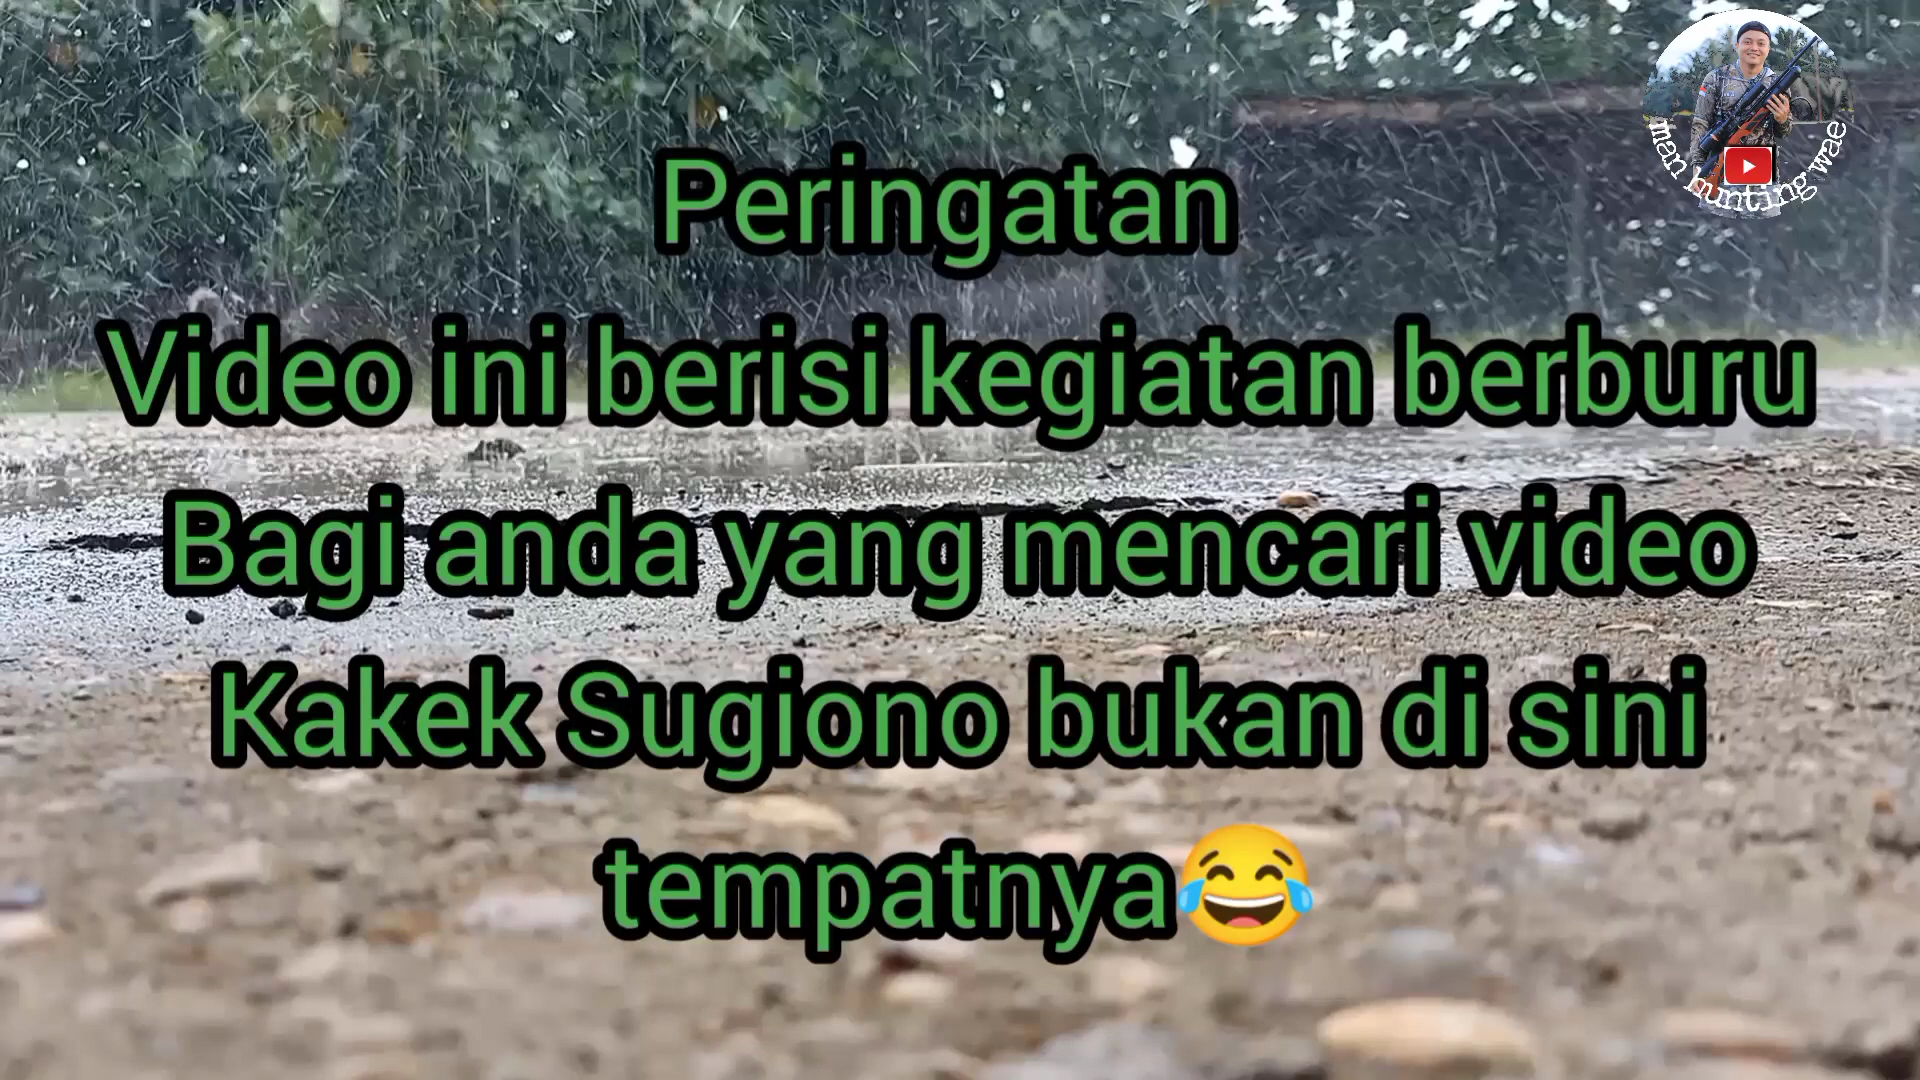 Peringatan
Video ini berisi kegiatan berburu
Bagi anda yang mencari video
Kakek Sugiono bukan di sini
tempatnya😂
man hunting wae